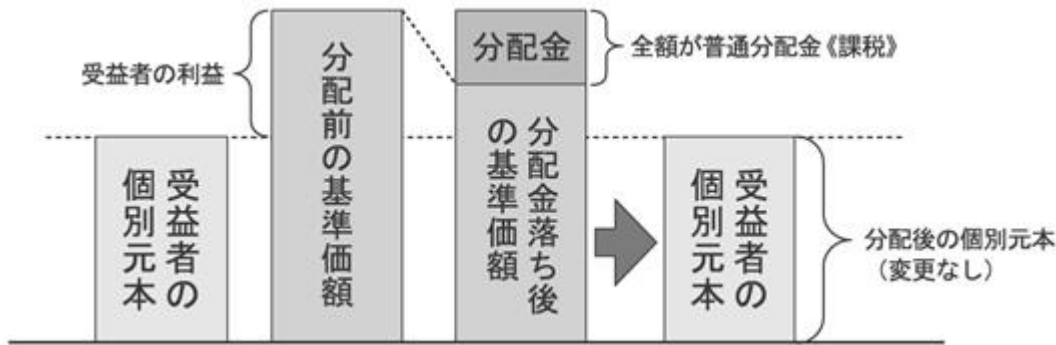 受益者の利益
受益者の
個別元本
分配前の基準価額
分配金
全額が普通分配金《課税》
分配金落ち後
の基準価額
受益者の
個別元本
分配後の個別元本
（変更なし）